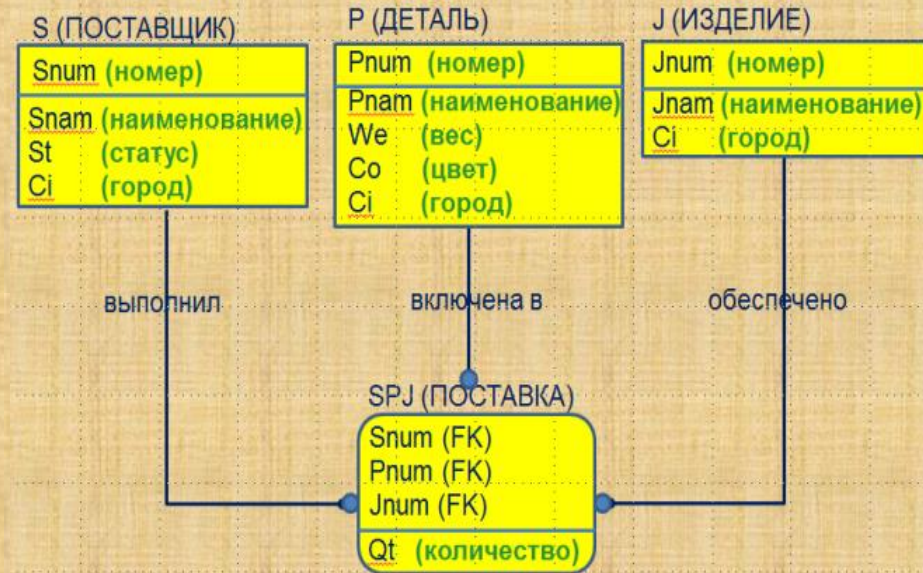 S (ПОСТАВЩИК)
Snum (номер)
Snam (наименование)
St (статус)
Ci (город)
P (ДЕТАЛЬ)
Pnum (номер)
Pnam (наименование)
We (вес)
Co (цвет)
Ci (город)
J (ИЗДЕЛИЕ)
Jnum (номер)
Jnam (наименование)
Ci (город)
выполнил
включена в
обеспечено
SPJ (ПОСТАВКА)
Snum (FK)
Pnum (FK)
Jnum (FK)
Qt (количество)